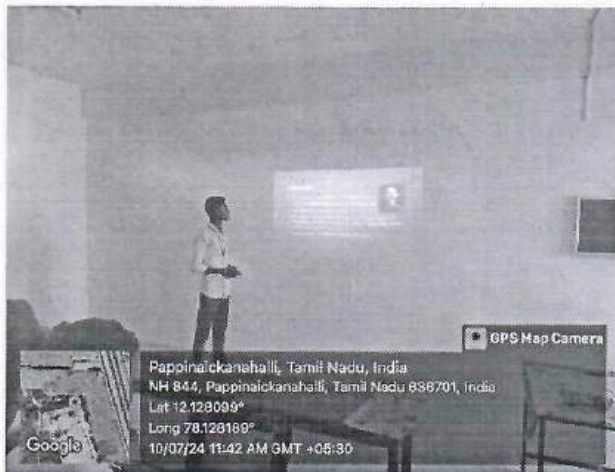 GPS Map Camera
Pappinaickanahalli, Tamil Nadu, India
NH 844, Pappinaickanahalli, Tamil Nadu 636701, India
Lat 12.128099°
Long 78.128189°
10/07/24 11:42 AM GMT +05:30
Google